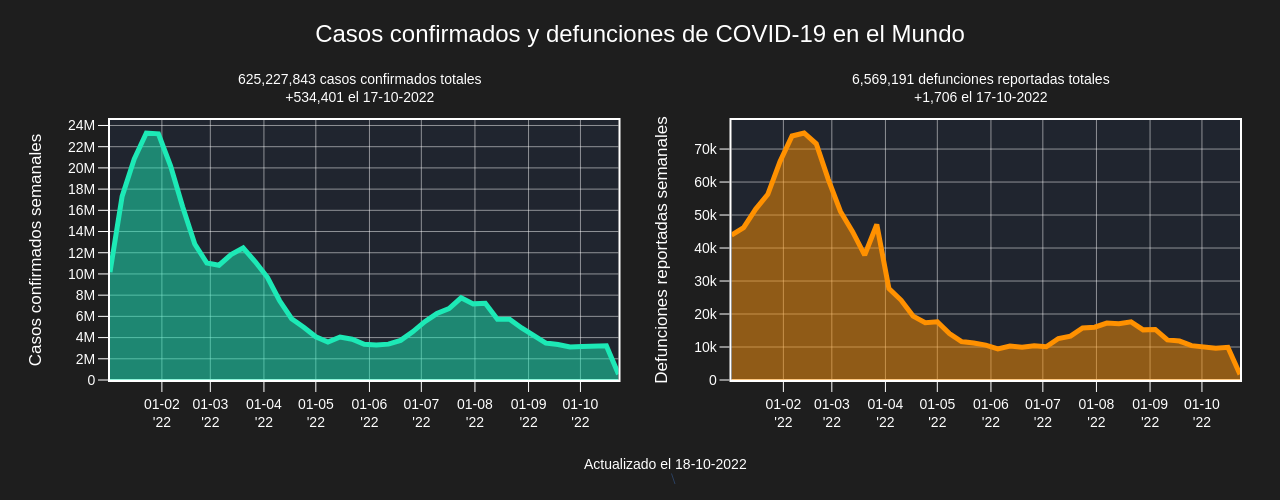 Casos confirmados y defunciones de COVID-19 en el Mundo
625,227,843 casos confirmados totales
+534,401 el 17-10-2022
Casos confirmados semanales
24M
22M
20M
18M
16M
14M
12M
10M
8M
6M
4M
2M
0
01-02 01-03 01-04 01-05 01-06 01-07 01-08 01-09 01-10
'22 '22 '22 '22 '22 '22 '22 '22 '22
6,569,191 defunciones reportadas totales
+1,706 el 17-10-2022
Defunciones reportadas semanales
70k
60k
50k
40k
30k
20k
10k
0
01-02 01-03 01-04 01-05 01-06 01-07 01-08 01-09 01-10
'22 '22 '22 '22 '22 '22 '22 '22 '22
Actualizado el 18-10-2022
\